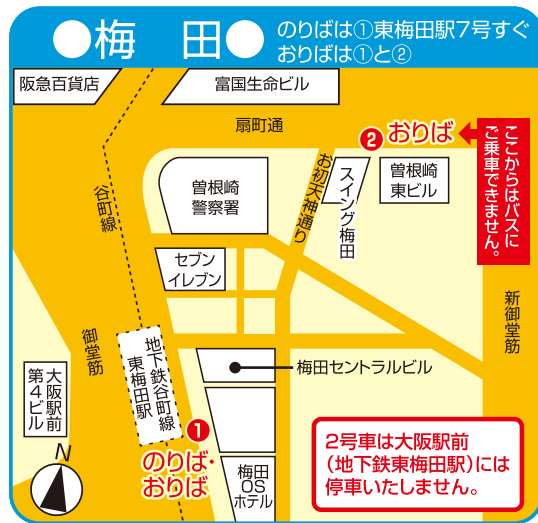 ●梅 田●
のりばは①東梅田駅7号すぐ
おりばは①と②
阪急百貨店
富国生命ビル
扇町通
❷ おりば
ここからはバスに
ご乗車できません。
谷町線
曽根崎
警察署
お初天神通り
スイング梅田
曽根崎
東ビル
セブン
イレブン
新御堂筋
御堂筋
地下鉄谷町線
東梅田駅
梅田セントラルビル
大阪駅前
第4ビル
❶
のりば・
おりば
梅田
OS
ホテル
N
2号車は大阪駅前
(地下鉄東梅田駅)には
停車いたしません。